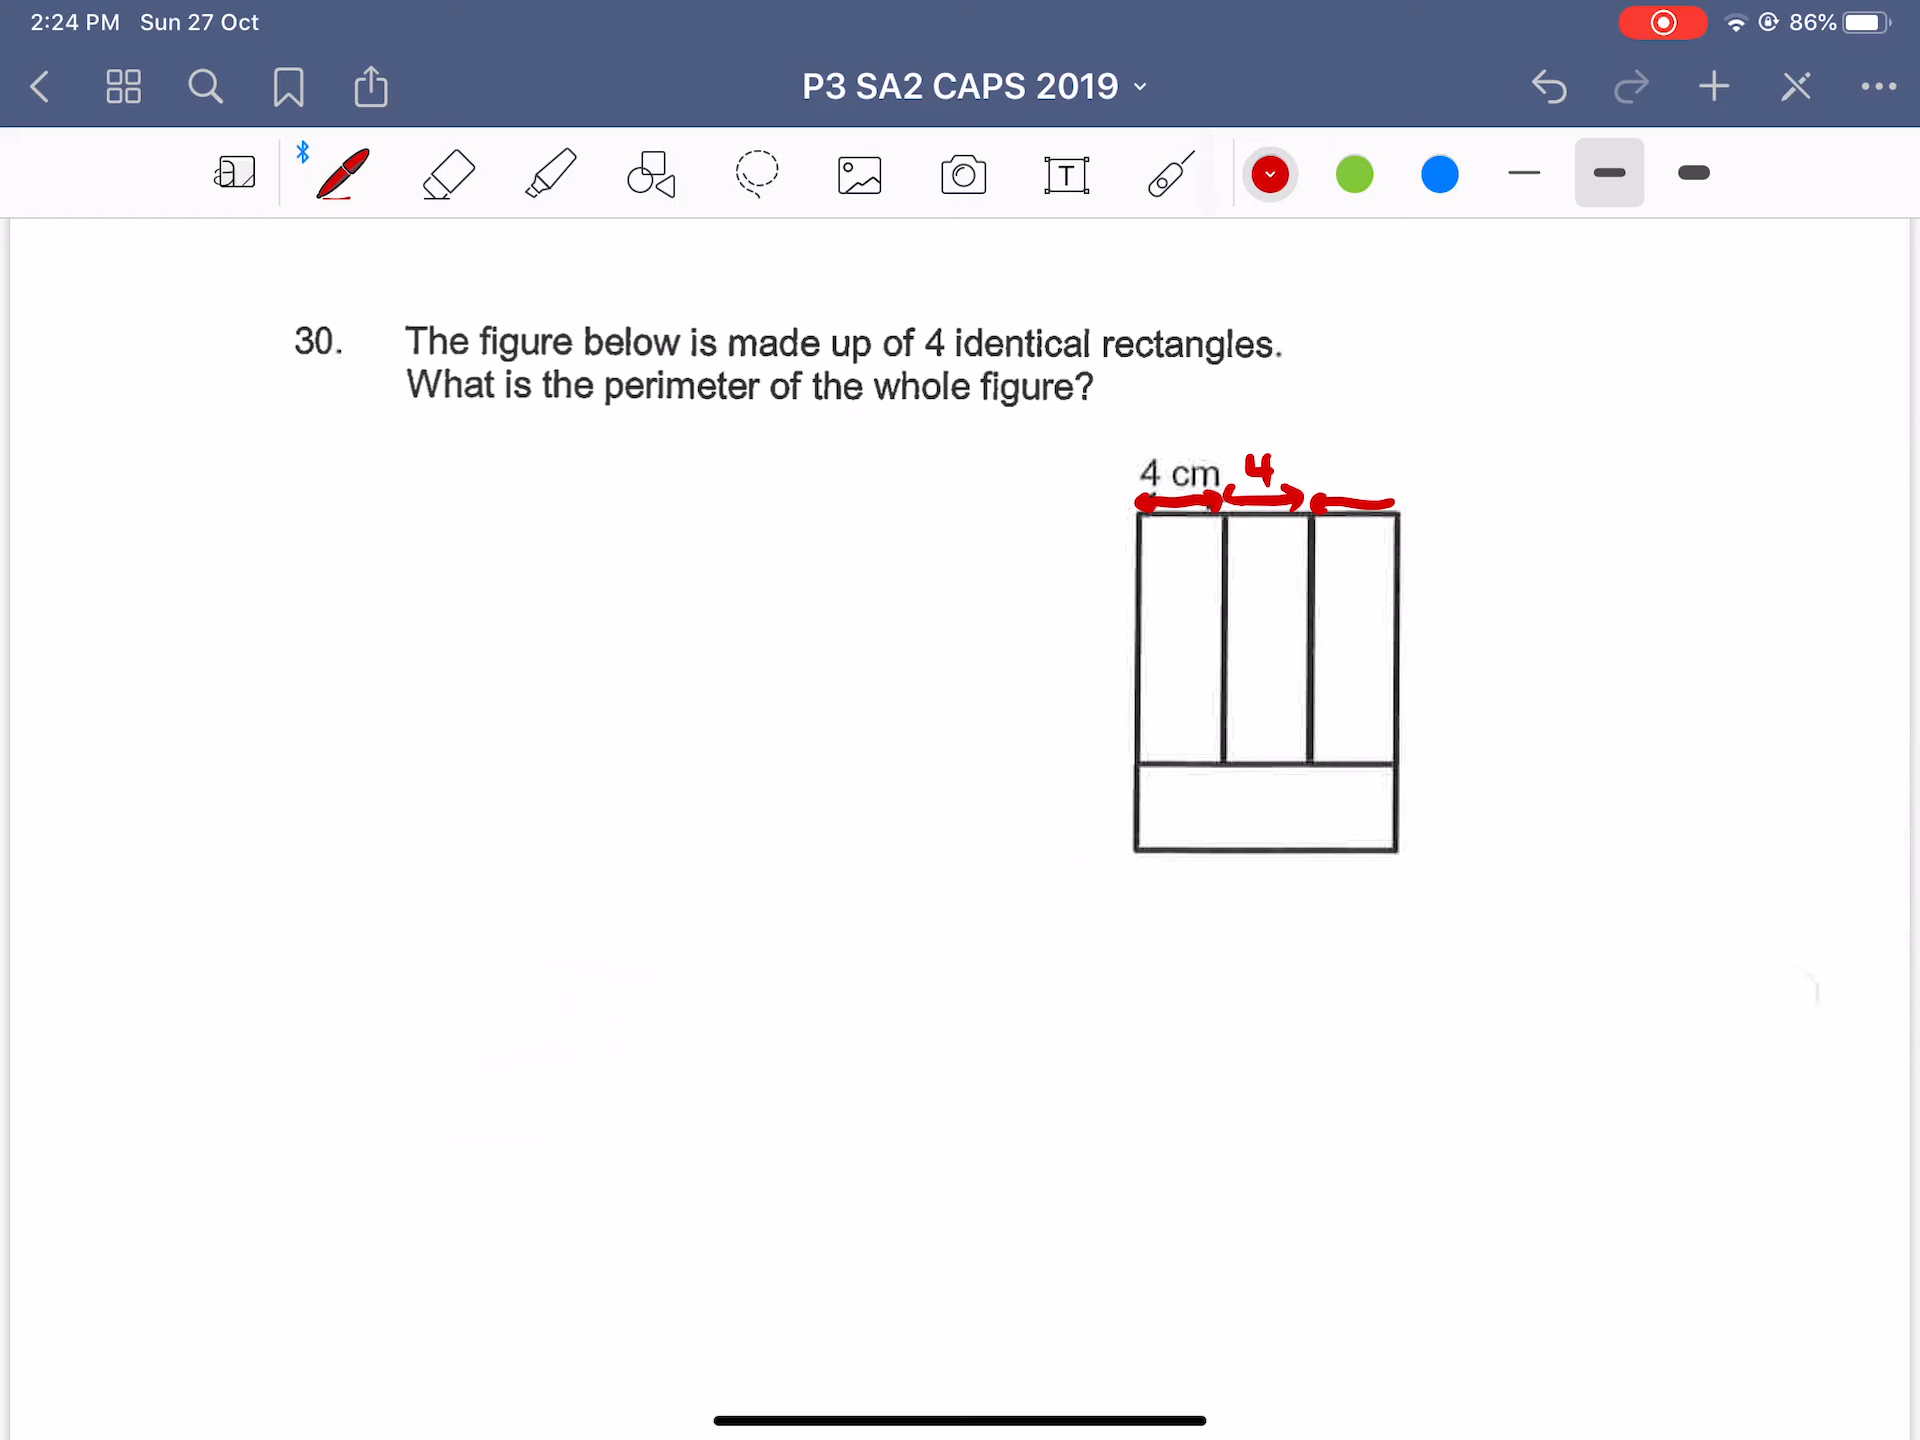 2:24 PM Sun 27 Oct
86%
P3 SA2 CAPS 2019
30. The figure below is made up of 4 identical rectangles.
What is the perimeter of the whole figure?
4 cm 4